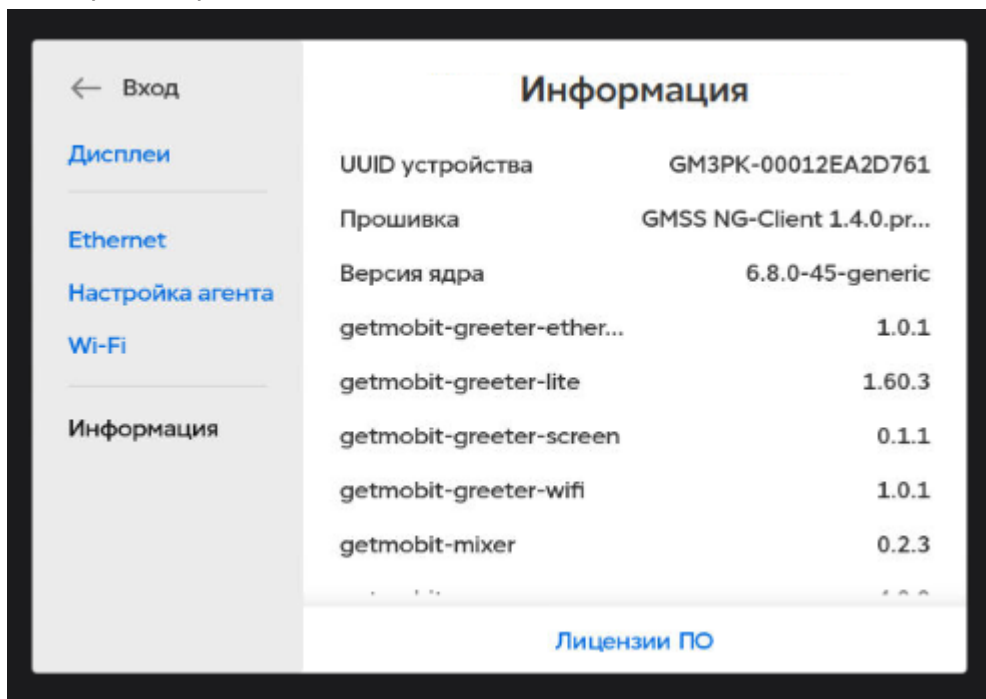 ← Вход
Дисплеи
Ethernet
Настройка агента
Wi-Fi
Информация
Информация
UUID устройства GM3PK-00012EA2D761
Прошивка GMSS NG-Client 1.4.0.pr...
Версия ядра 6.8.0-45-generic
getmobit-greeter-ether... 1.0.1
getmobit-greeter-lite 1.60.3
getmobit-greeter-screen 0.1.1
getmobit-greeter-wifi 1.0.1
getmobit-mixer 0.2.3
Лицензии ПО